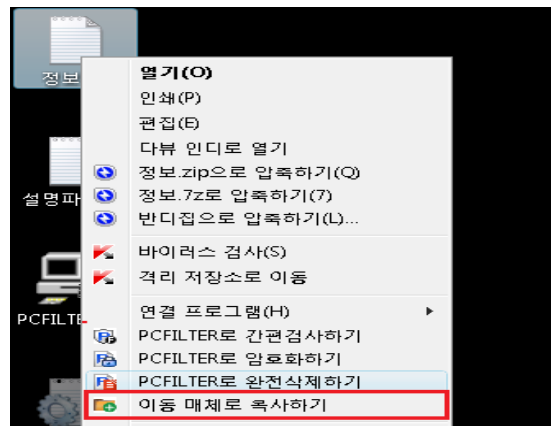 정보
열기(O)
인쇄(P)
편집(E)
다뷰 인디로 열기
정보.zip으로 압축하기(Q)
정보.7z로 압축하기(7)
설명파
반디집으로 압축하기(L)...
바이러스 검사(S)
격리 저장소로 이동
연결 프로그램(H)
PCFILTE
PCFILTER로 간편검사하기
PCFILTER로 암호화하기
PCFILTER로 완전삭제하기
이동 매체로 복사하기